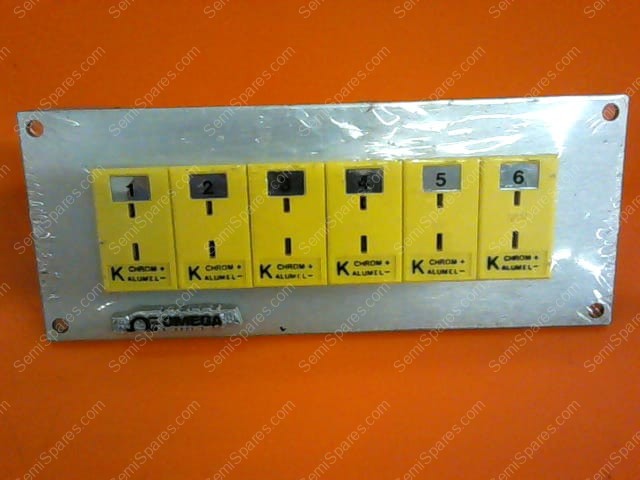 1 2 3 4 5 6
K CHROM + ALUMEL-
K CHROM + ALUMEL-
K CHROM + ALUMEL-
K CHROM + ALUMEL-
K CHROM + ALUMEL-
K CHROM + ALUMEL-
OMEGA
SemiSpares.com